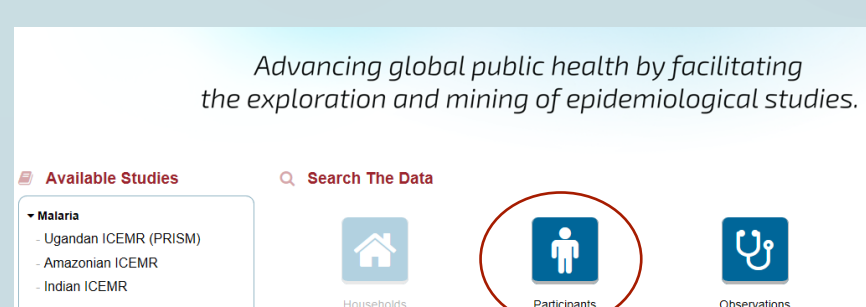 Advancing global public health by facilitating
the exploration and mining of epidemiological studies.
Available Studies
Search The Data
Malaria
- Ugandan ICEMR (PRISM)
- Amazonian ICEMR
- Indian ICEMR
Households
Participants
Observations